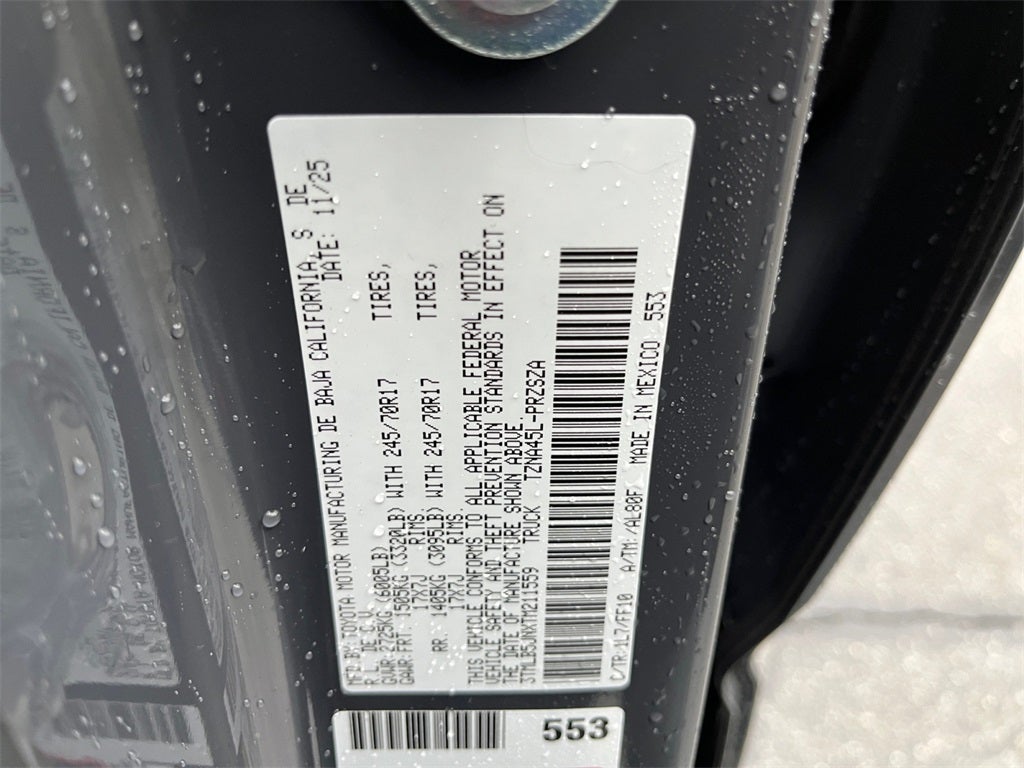 MFD.BY:TOYOTA MOTOR MANUFACTURING DE BAJA CALIFORNIA, S DE
R.L. DE C.V. DATE: 11/25
GVWR:2725KG (6005LB)
GAWR:FRT: 1505KG (3320LB) WITH 245/70R17 TIRES,
17X7J RIMS
RR: 1405KG (3095LB) WITH 245/70R17 TIRES,
17X7J RIMS.
THIS VEHICLE CONFORMS TO ALL APPLICABLE FEDERAL MOTOR
VEHICLE SAFETY AND THEFT PREVENTION STANDARDS IN EFFECT ON
THE DATE OF MANUFACTURE SHOWN ABOVE.
3TMLB5JNXTM211559 TRUCK TZNA45L-PRZSZA
C/TR:1L7/FF10 A/TM:/AL80F MADE IN MEXICO 553
553